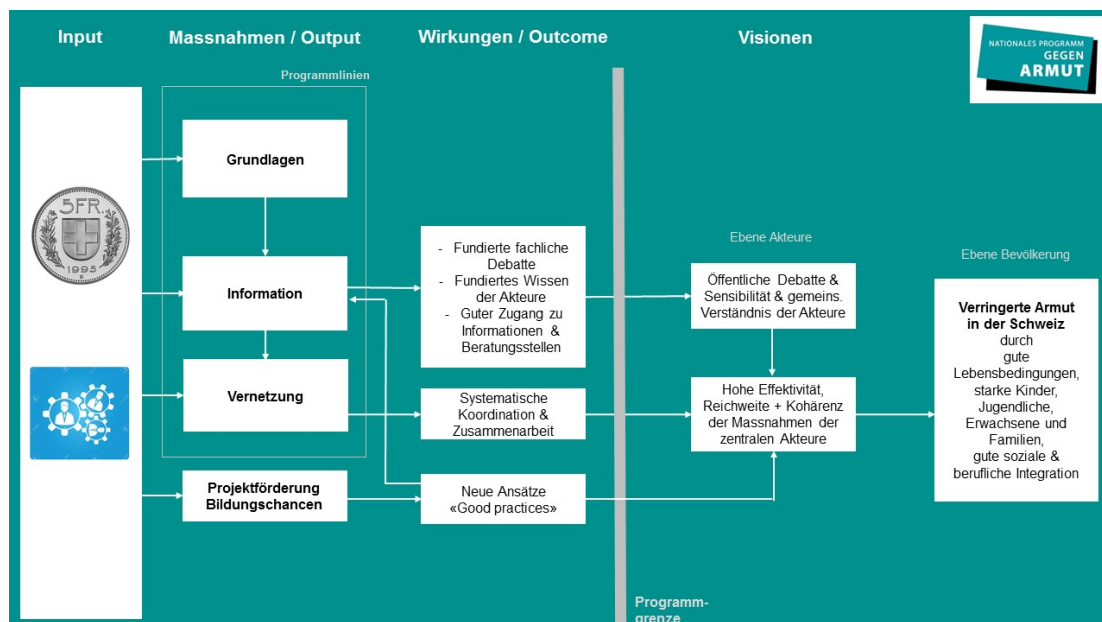 Input
Massnahmen / Output
Wirkungen / Outcome
Visionen
NATIONALES PROGRAMM
GEGEN
ARMUT
Programmlinien
Grundlagen
5FR.
1995
B
Information
Vernetzung
Projektförderung
Bildungschancen
- Fundierte fachliche
Debatte
- Fundiertes Wissen
der Akteure
- Guter Zugang zu
Informationen &
Beratungsstellen
Systematische
Koordination &
Zusammenarbeit
Neue Ansätze
«Good practices»
Programm-
grenze
Ebene Akteure
Öffentliche Debatte &
Sensibilität & gemeins.
Verständnis der Akteure
Hohe Effektivität,
Reichweite + Kohärenz
der Massnahmen der
zentralen Akteure
Ebene Bevölkerung
Verringerte Armut
in der Schweiz
durch
gute
Lebensbedingungen,
starke Kinder,
Jugendliche,
Erwachsene und
Familien,
gute soziale &
berufliche Integration